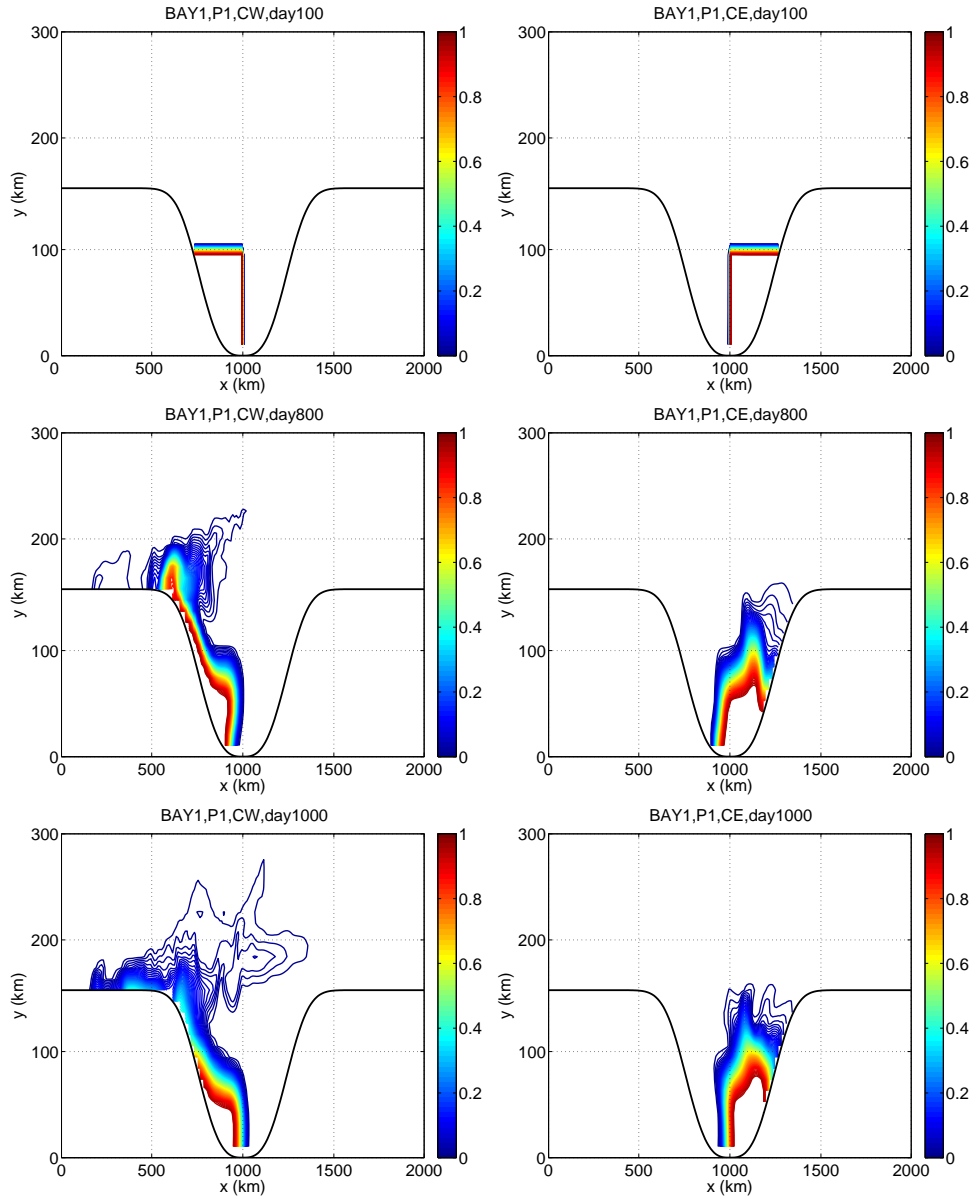 BAY1,P1,CW,day100
300
200
100
0
y (km)
0 500 1000 1500 2000
x (km)
1
0.8
0.6
0.4
0.2
0
BAY1,P1,CE,day100
300
200
100
0
y (km)
0 500 1000 1500 2000
x (km)
1
0.8
0.6
0.4
0.2
0
BAY1,P1,CW,day800
300
200
100
0
y (km)
0 500 1000 1500 2000
x (km)
1
0.8
0.6
0.4
0.2
0
BAY1,P1,CE,day800
300
200
100
0
y (km)
0 500 1000 1500 2000
x (km)
1
0.8
0.6
0.4
0.2
0
BAY1,P1,CW,day1000
300
200
100
0
y (km)
0 500 1000 1500 2000
x (km)
1
0.8
0.6
0.4
0.2
0
BAY1,P1,CE,day1000
300
200
100
0
y (km)
0 500 1000 1500 2000
x (km)
1
0.8
0.6
0.4
0.2
0